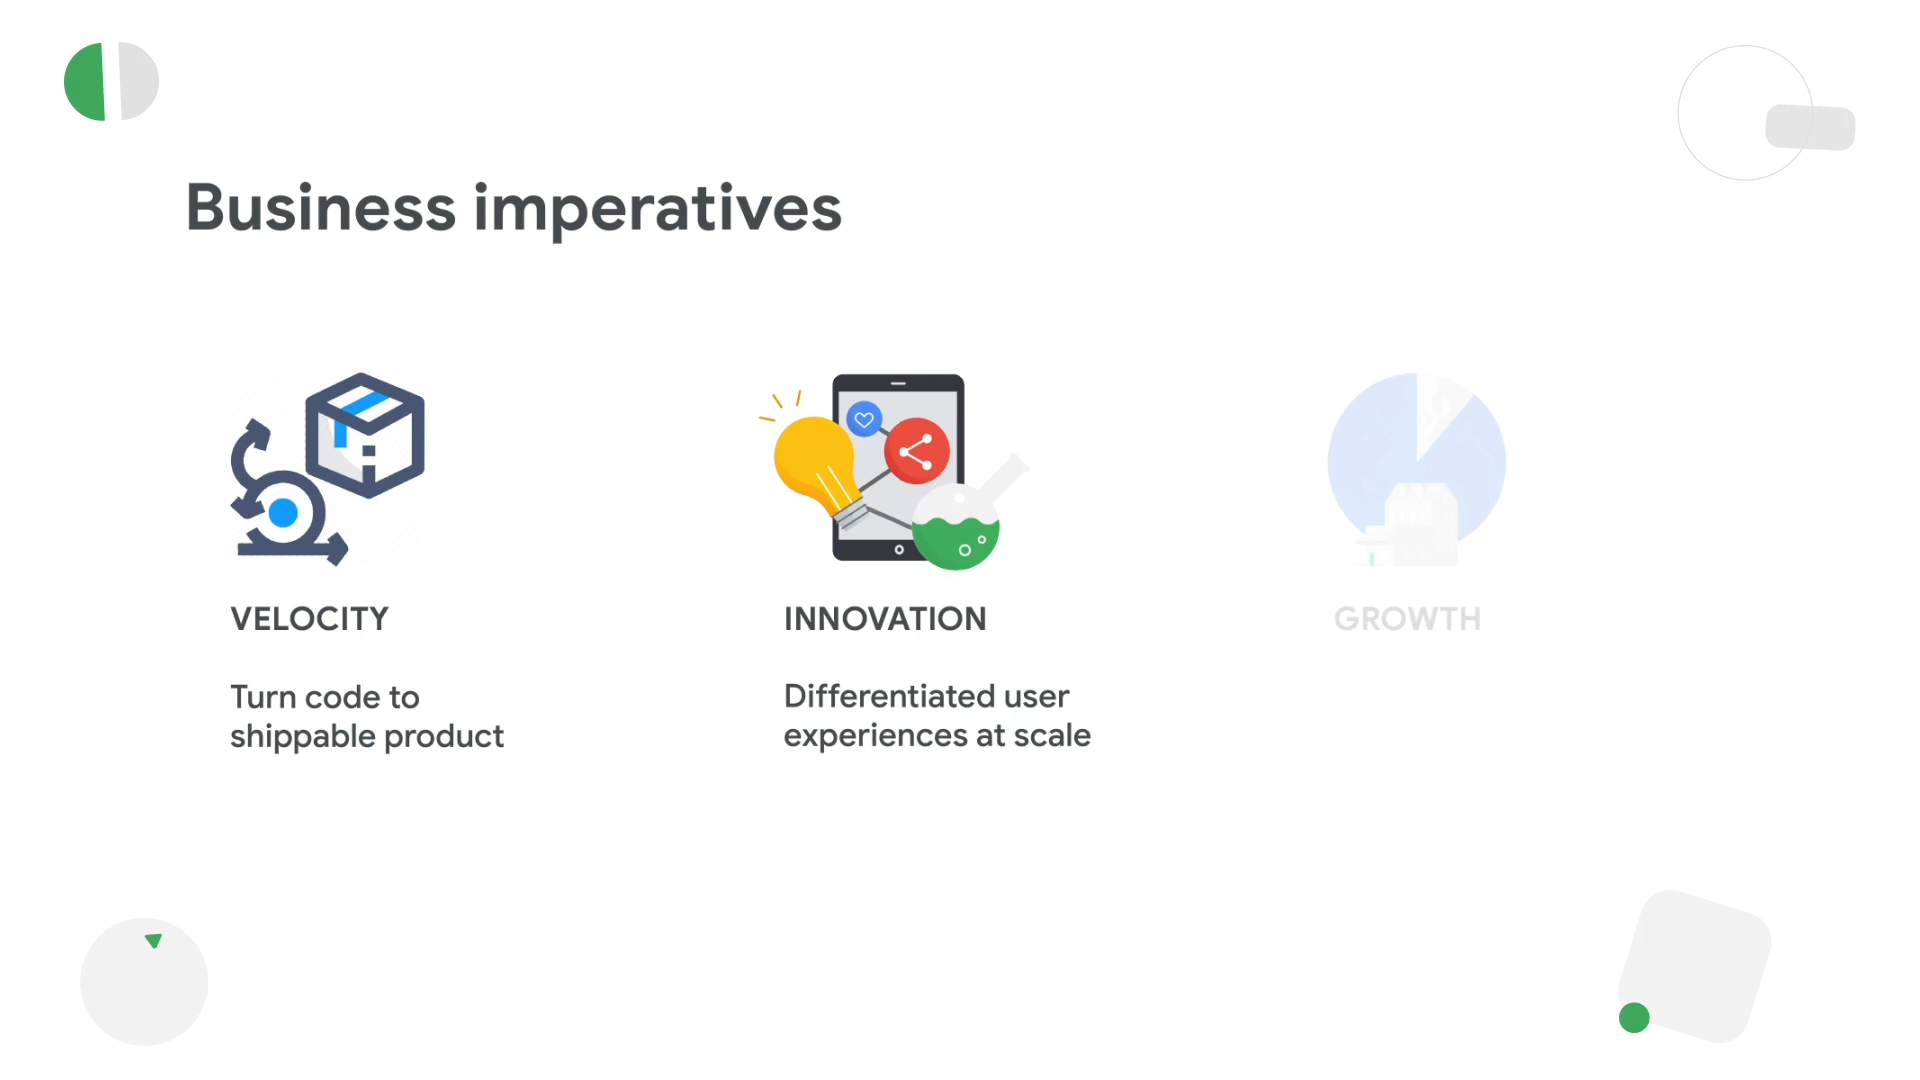 Business imperatives
VELOCITY
Turn code to
shippable product
INNOVATION
Differentiated user
experiences at scale
GROWTH